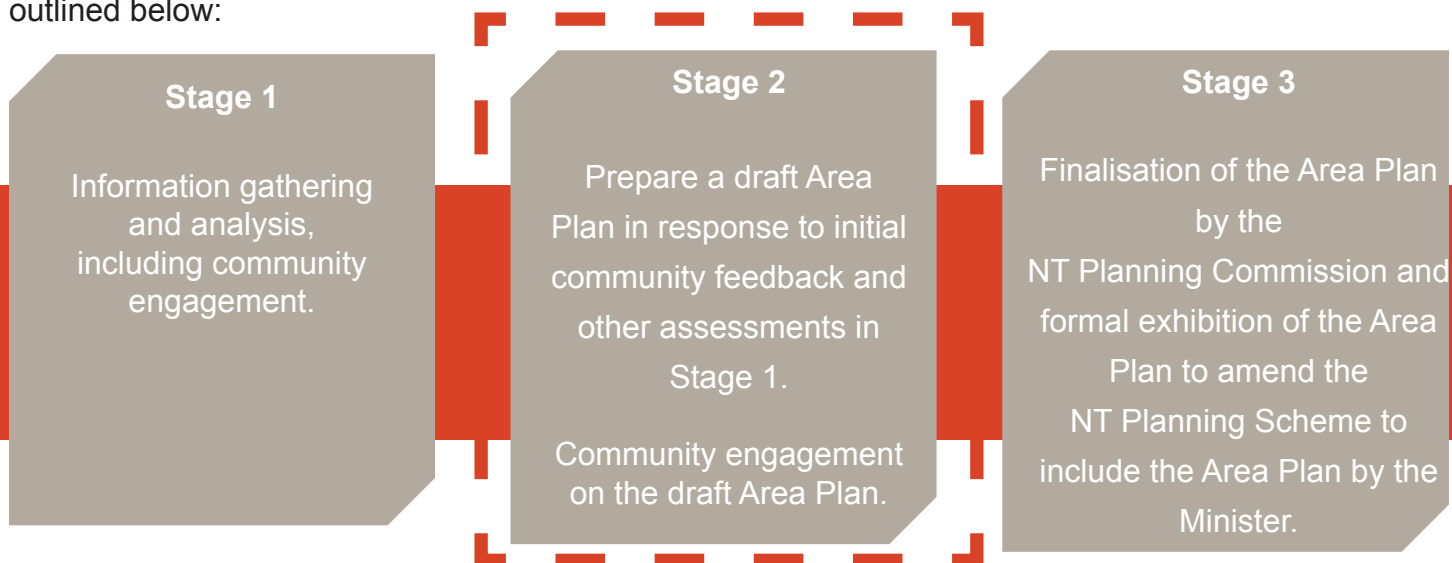 outlined below:
Stage 1
Information gathering
and analysis,
including community
engagement.
Stage 2
Prepare a draft Area
Plan in response to initial
community feedback and
other assessments in
Stage 1.
Community engagement
on the draft Area Plan.
Stage 3
Finalisation of the Area Plan
by the
NT Planning Commission and
formal exhibition of the Area
Plan to amend the
NT Planning Scheme to
include the Area Plan by the
Minister.